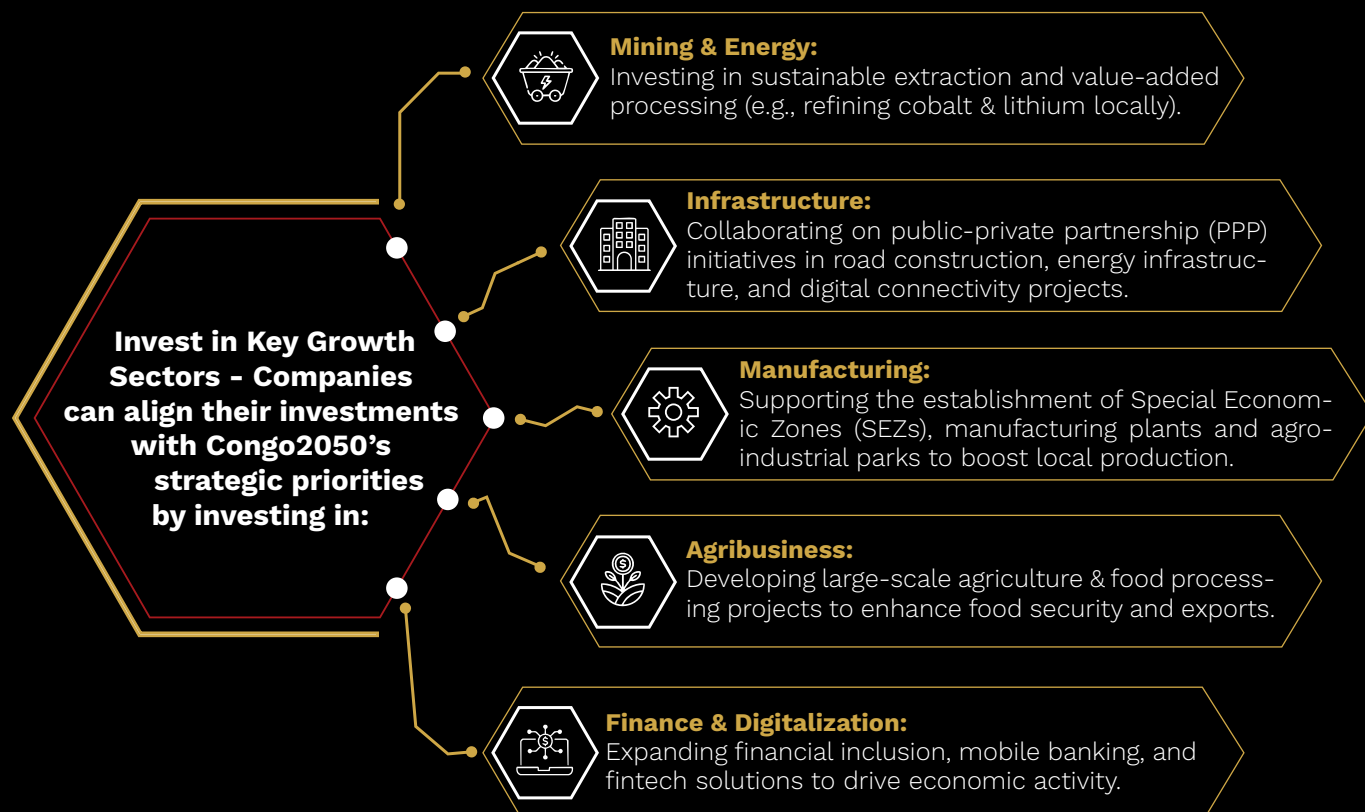 Invest in Key Growth
Sectors - Companies
can align their investments
with Congo2050's
strategic priorities
by investing in:
Mining & Energy:
Investing in sustainable extraction and value-added
processing (e.g., refining cobalt & lithium locally).
Infrastructure:
Collaborating on public-private partnership (PPP)
initiatives in road construction, energy infrastruc-
ture, and digital connectivity projects.
Manufacturing:
Supporting the establishment of Special Econom-
ic Zones (SEZs), manufacturing plants and agro-
industrial parks to boost local production.
Agribusiness:
Developing large-scale agriculture & food process-
ing projects to enhance food security and exports.
Finance & Digitalization:
Expanding financial inclusion, mobile banking, and
fintech solutions to drive economic activity.